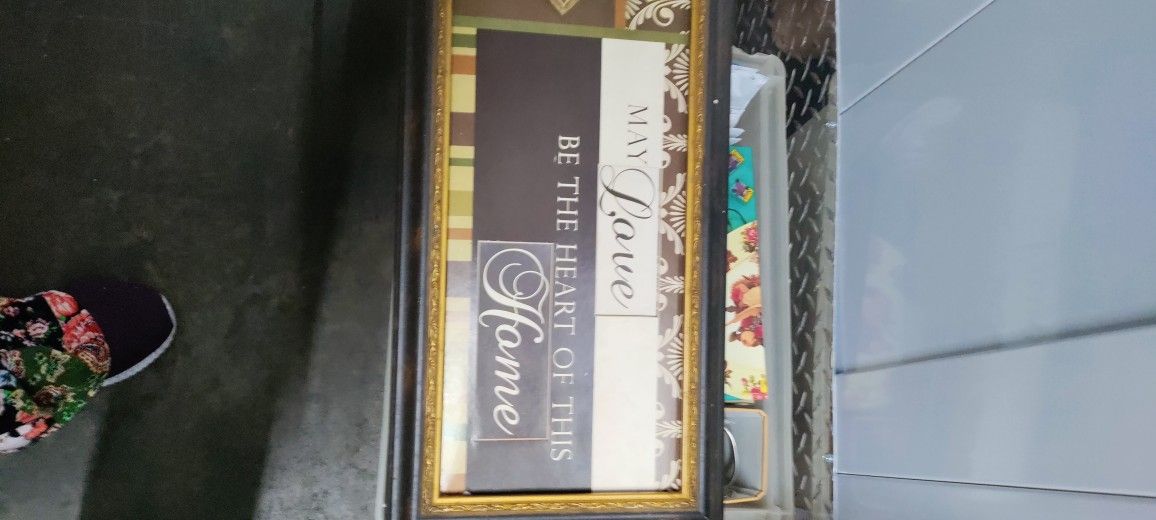 MAY Love
BE THE HEART OF THIS
Home